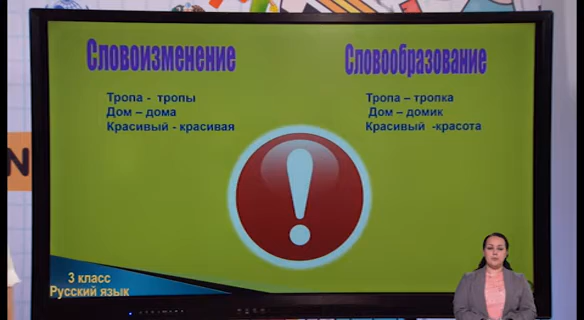 Словоизменение
Тропа - тропы
Дом – дома
Красивый - красивая
Словообразование
Тропа – тропка
Дом – домик
Красивый -красота
3 класс
Русский язык
N